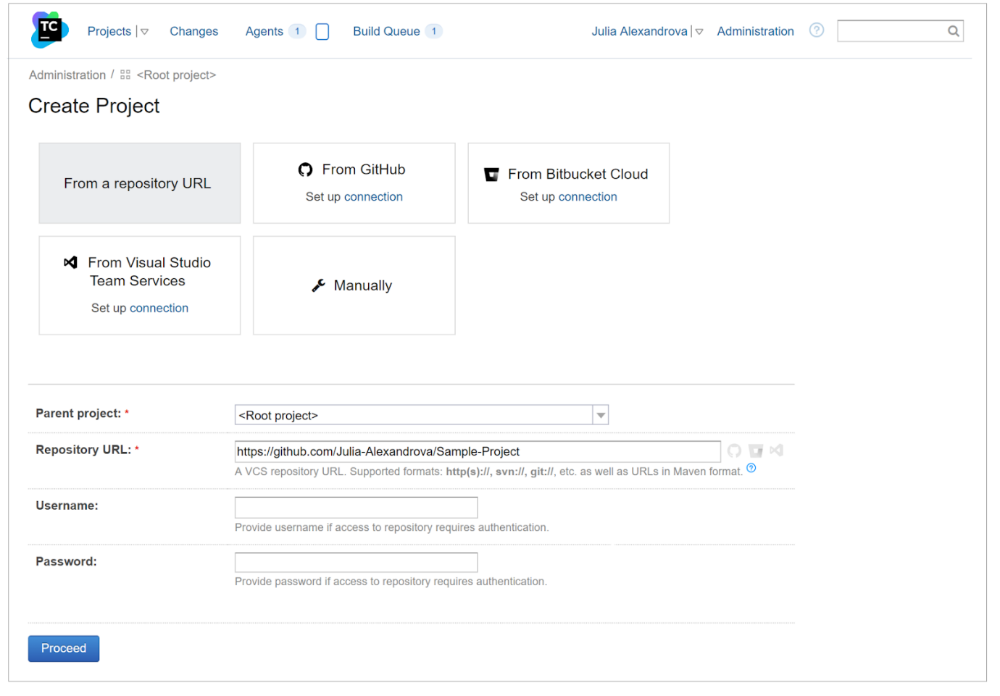 TC
Projects
Changes
Agents 1
Build Queue 1
Julia Alexandrova
Administration
?
Administration / <Root project>
Create Project
From a repository URL
From GitHub
Set up connection
From Bitbucket Cloud
Set up connection
From Visual Studio
Team Services
Set up connection
Manually
Parent project: *
<Root project>
Repository URL: *
https://github.com/Julia-Alexandrova/Sample-Project
A VCS repository URL. Supported formats: http(s)://, svn://, git://, etc. as well as URLs in Maven format. ?
Username:
Provide username if access to repository requires authentication.
Password:
Provide password if access to repository requires authentication.
Proceed